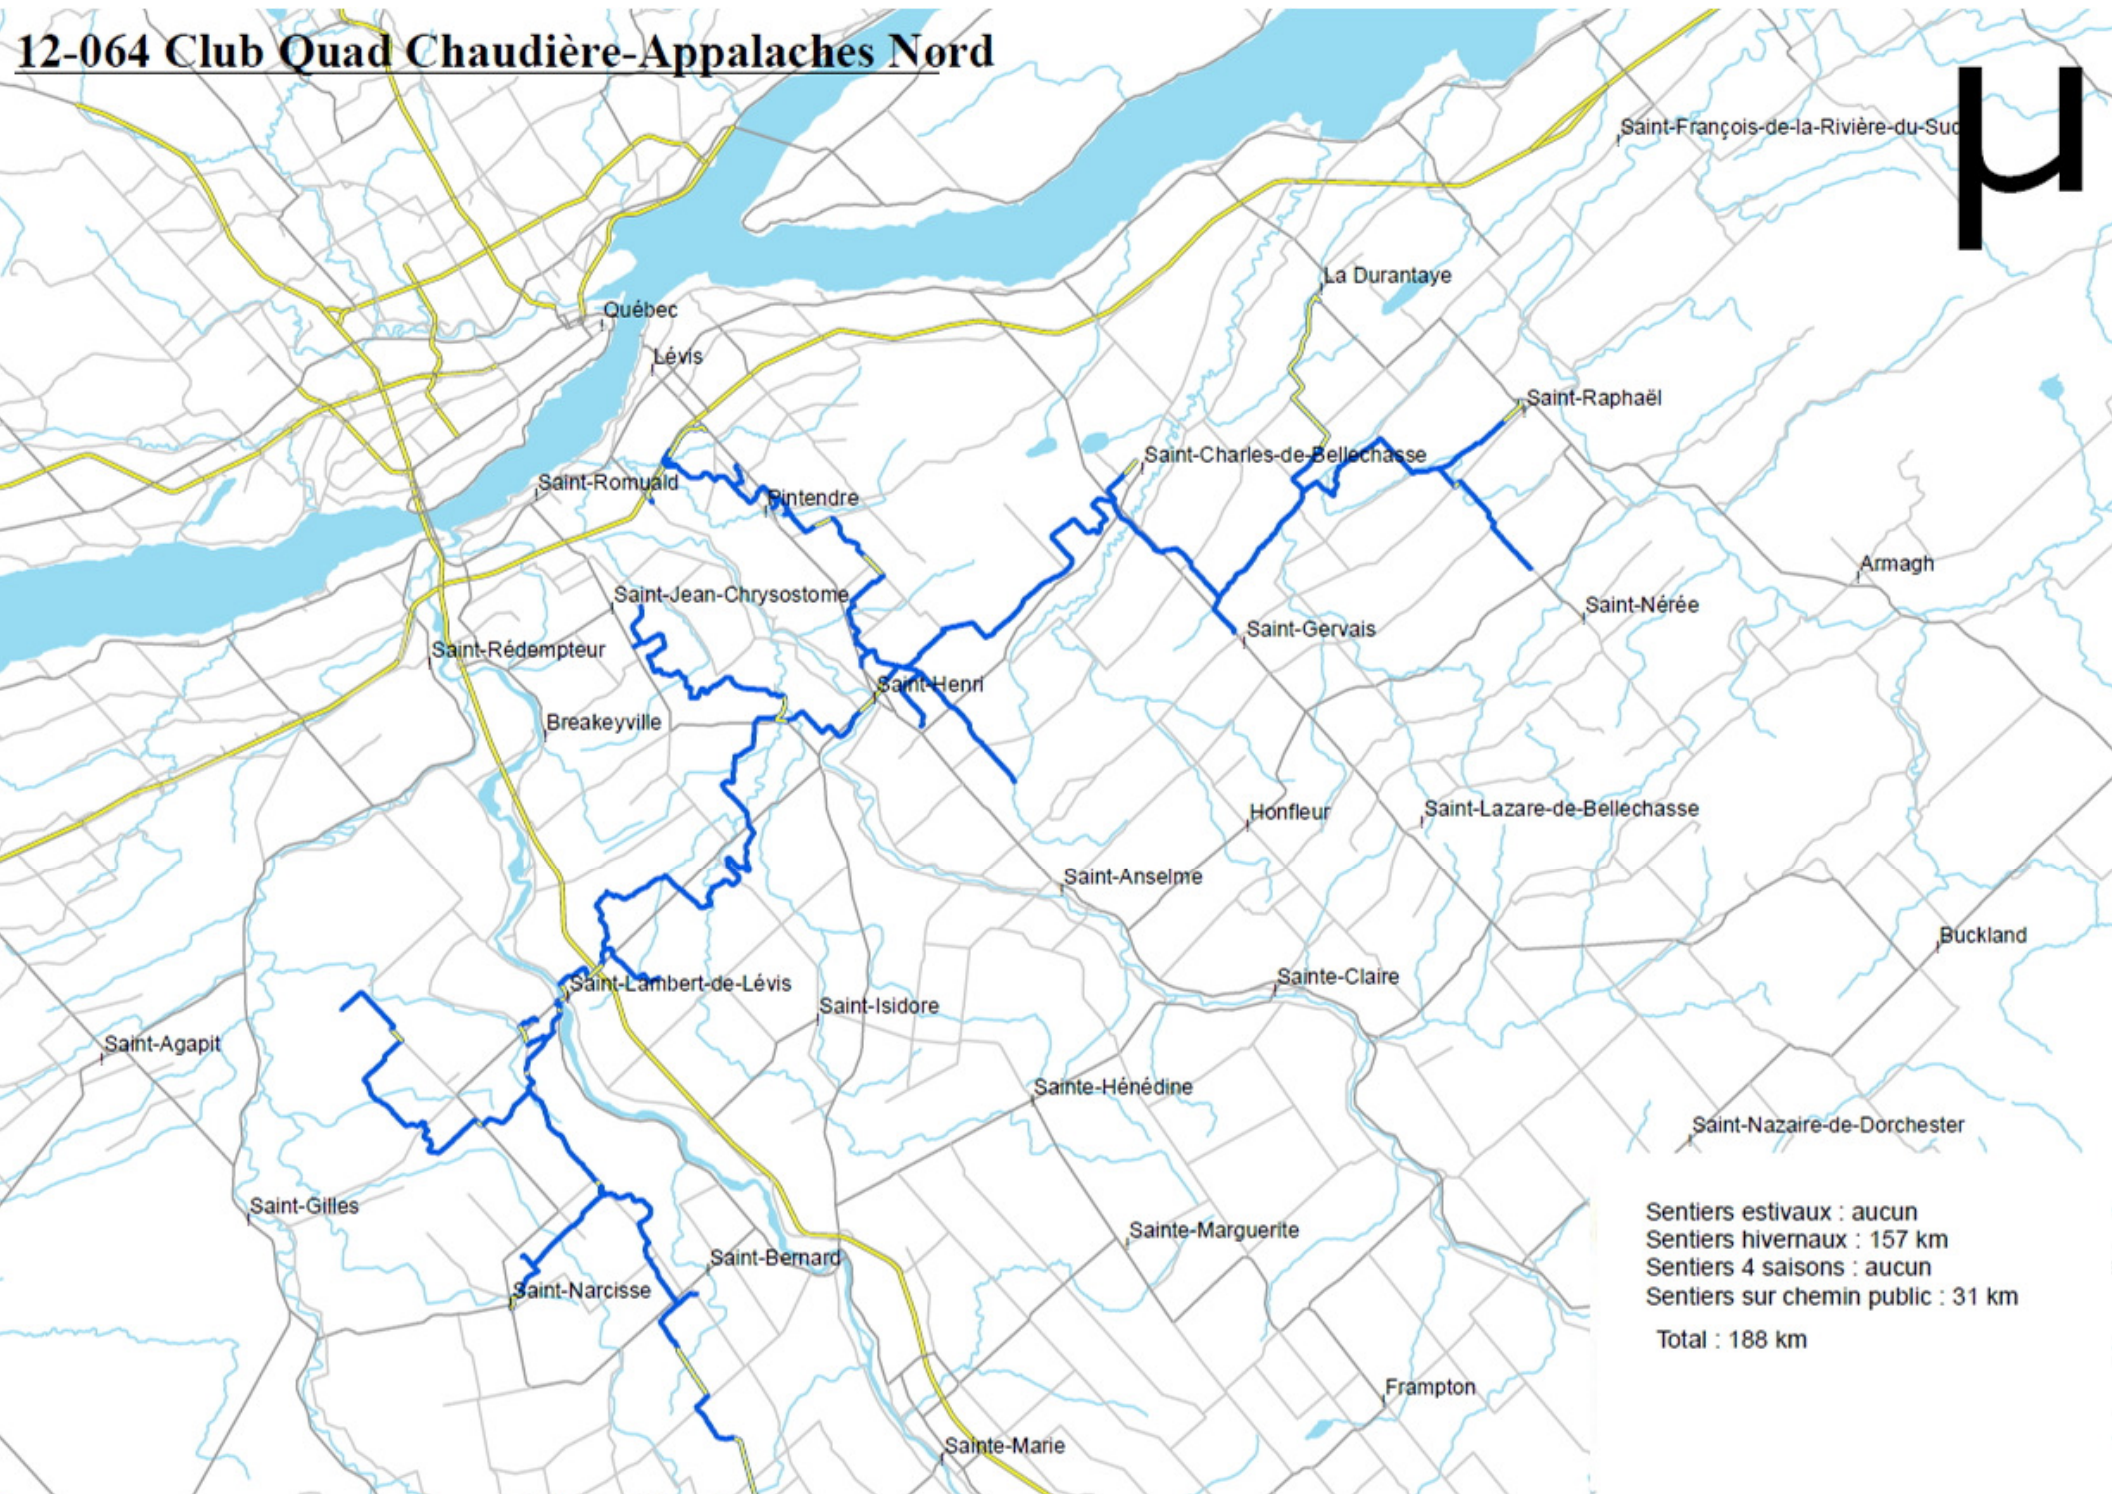 12-064 Club Quad Chaudière-Appalaches Nord
µ
Saint-François-de-la-Rivière-du-Sud
La Durantaye
Québec
Lévis
Saint-Raphaël
Saint-Charles-de-Bellechasse
Saint-Romuald
Pintendre
Armagh
Saint-Jean-Chrysostome
Saint-Nérée
Saint-Gervais
Saint-Rédempteur
Saint-Henri
Breakeyville
Honfleur
Saint-Lazare-de-Bellechasse
Saint-Anselme
Buckland
Saint-Lambert-de-Lévis
Sainte-Claire
Saint-Isidore
Saint-Agapit
Sainte-Hénédine
Saint-Nazaire-de-Dorchester
Saint-Gilles
Sainte-Marguerite
Saint-Bernard
Saint-Narcisse
Sentiers estivaux : aucun
Sentiers hivernaux : 157 km
Sentiers 4 saisons : aucun
Sentiers sur chemin public : 31 km
Total : 188 km
Frampton
Sainte-Marie